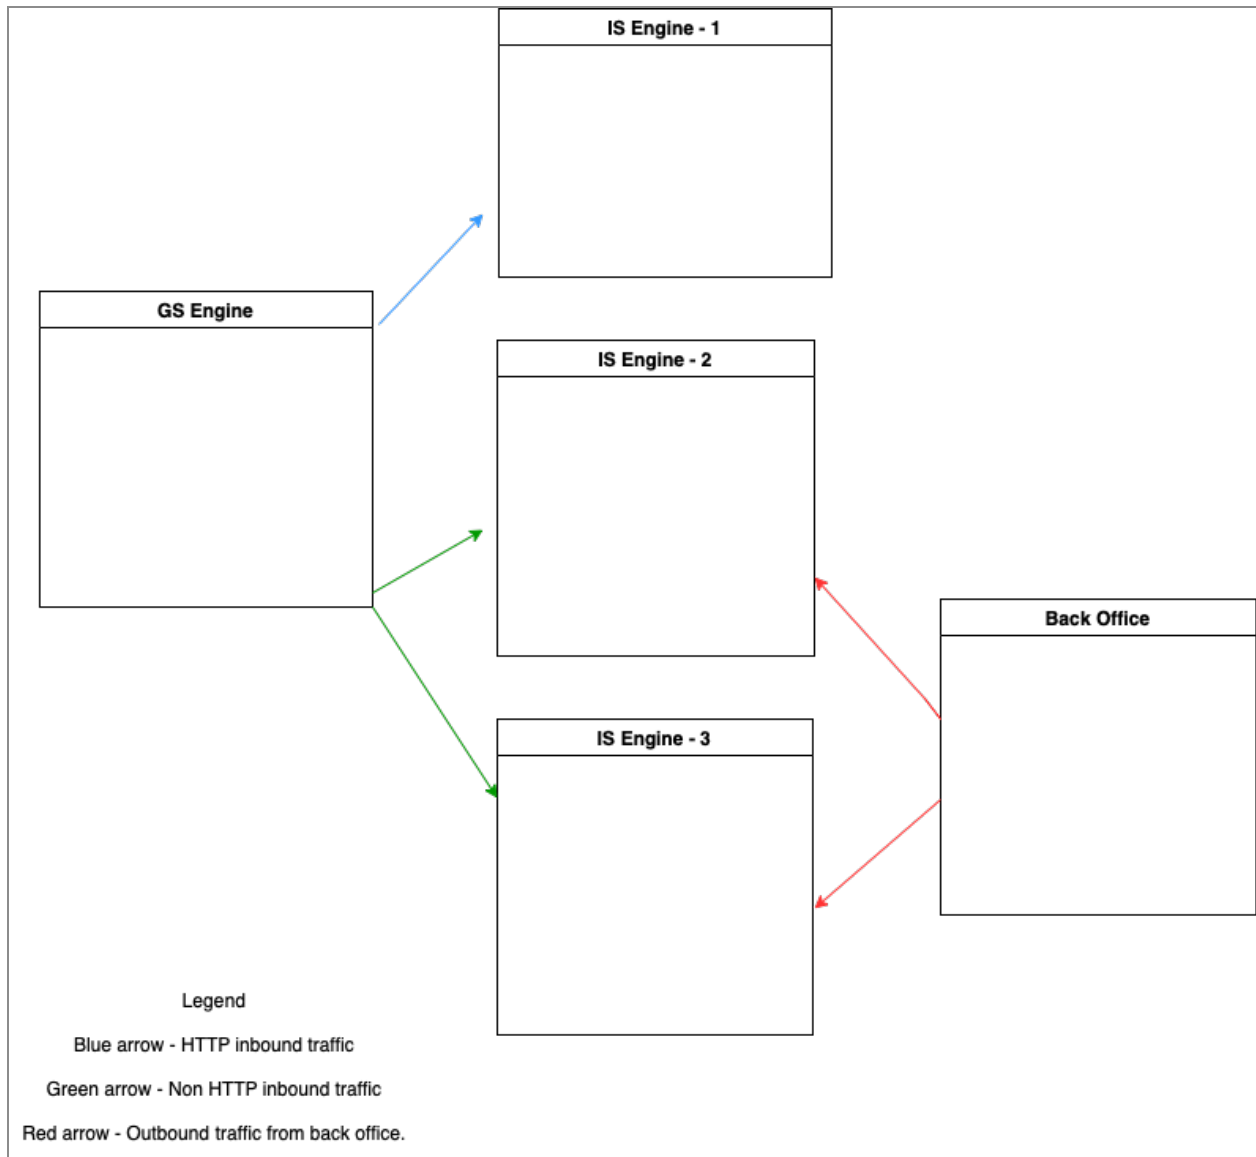 IS Engine - 1
GS Engine
IS Engine - 2
Back Office
IS Engine - 3
Legend
Blue arrow - HTTP inbound traffic
Green arrow - Non HTTP inbound traffic
Red arrow - Outbound traffic from back office.